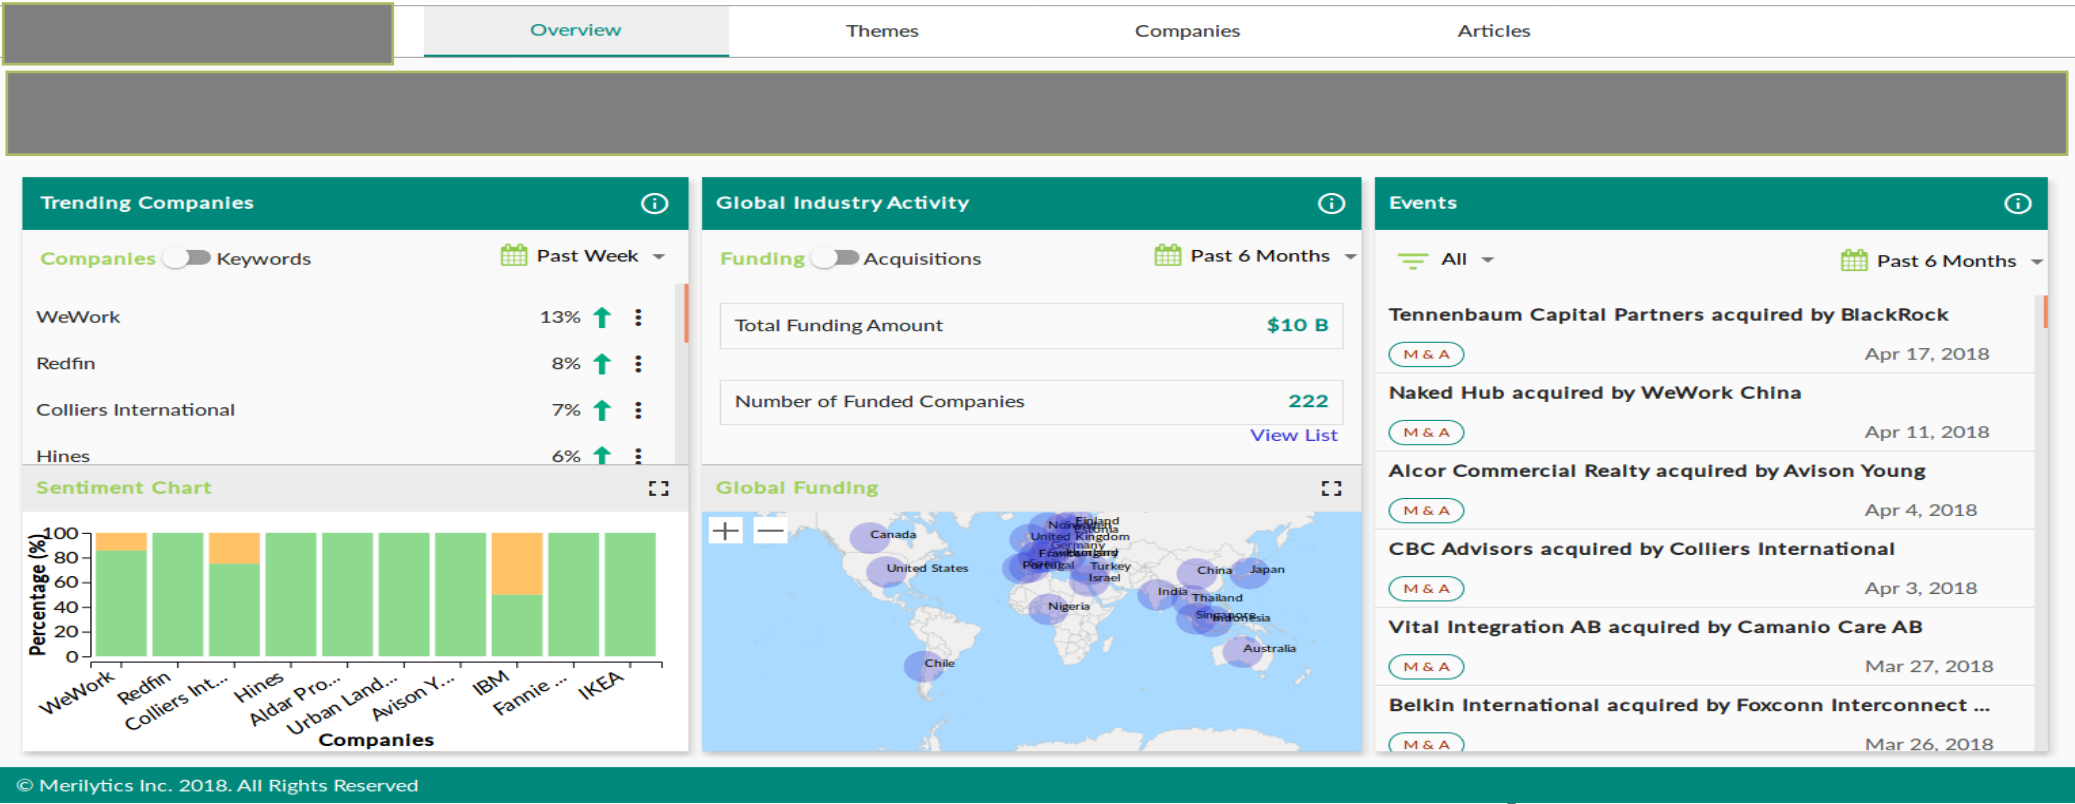 Overview Themes Companies Articles
Trending Companies
Companies Keywords Past Week
WeWork 13%
Redfin 8%
Colliers International 7%
Hines 6%
Sentiment Chart
Percentage (%)
100
80
60
40
20
0
WeWork Redfin Colliers Int... Hines Aldar Pro... Urban Land... Avison Y... IBM Fannie ... IKEA
Companies
Global Industry Activity
Funding Acquisitions Past 6 Months
Total Funding Amount $10 B
Number of Funded Companies 222
View List
Global Funding
Canada
United States
Chile
Finland
Estonia
United Kingdom
Germany
Portugal
Turkey
Israel
Nigeria
China
Japan
India
Thailand
Singapore
Indonesia
Australia
Events
All Past 6 Months
Tennenbaum Capital Partners acquired by BlackRock
M & A Apr 17, 2018
Naked Hub acquired by WeWork China
M & A Apr 11, 2018
Alcor Commercial Realty acquired by Avison Young
M & A Apr 4, 2018
CBC Advisors acquired by Colliers International
M & A Apr 3, 2018
Vital Integration AB acquired by Camanio Care AB
M & A Mar 27, 2018
Belkin International acquired by Foxconn Interconnect ...
M & A Mar 26, 2018
© Merilytics Inc. 2018. All Rights Reserved